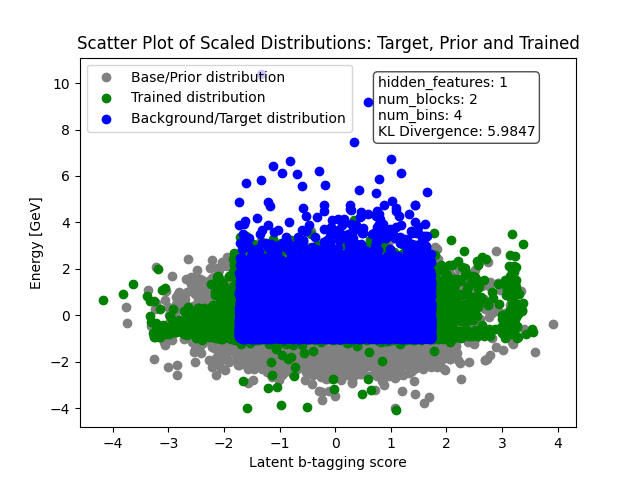 Scatter Plot of Scaled Distributions: Target, Prior and Trained
Base/Prior distribution
Trained distribution
Background/Target distribution
hidden_features: 1
num_blocks: 2
num_bins: 4
KL Divergence: 5.9847
Energy [GeV]
10
8
6
4
2
0
−2
−4
−4 −3 −2 −1 0 1 2 3 4
Latent b-tagging score